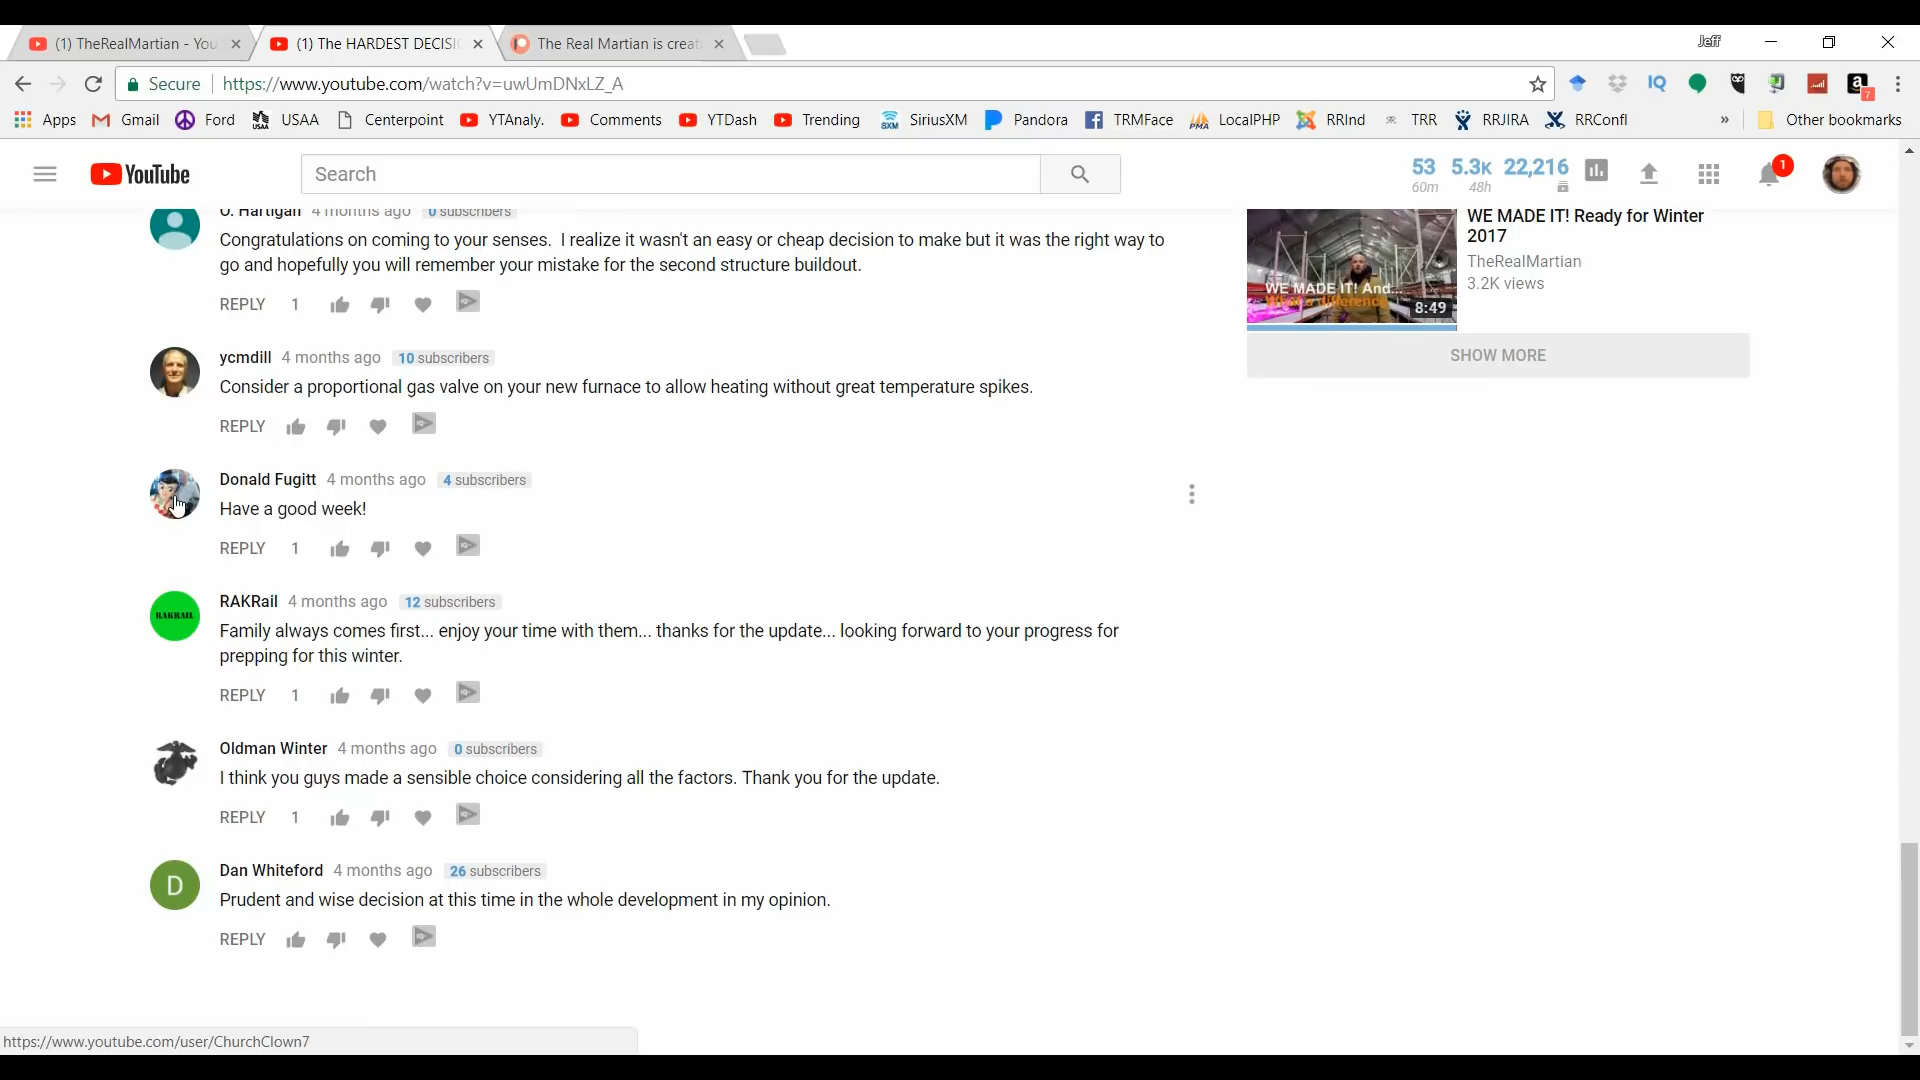 (1) TheRealMartian - You
(1) The HARDEST DECISI
The Real Martian is creat
Jeff
Secure
https://www.youtube.com/watch?v=uwUmDNxLZ_A
7
Apps
Gmail
Ford
USAA
Centerpoint
YTAnaly.
Comments
YTDash
Trending
SiriusXM
Pandora
TRMFace
LocalPHP
RRInd
TRR
RRJIRA
RRConfl
»
Other bookmarks
YouTube
Search
53 5.3K 22,216
60m 48h
1
O. Hartigan 4 months ago 0 subscribers
Congratulations on coming to your senses. I realize it wasn't an easy or cheap decision to make but it was the right way to
go and hopefully you will remember your mistake for the second structure buildout.
REPLY 1
WE MADE IT! And...
8:49
WE MADE IT! Ready for Winter
2017
TheRealMartian
3.2K views
SHOW MORE
ycmdill 4 months ago 10 subscribers
Consider a proportional gas valve on your new furnace to allow heating without great temperature spikes.
REPLY
Donald Fugitt 4 months ago 4 subscribers
Have a good week!
REPLY 1
RAKRAIL
RAKRail 4 months ago 12 subscribers
Family always comes first... enjoy your time with them... thanks for the update... looking forward to your progress for
prepping for this winter.
REPLY 1
Oldman Winter 4 months ago 0 subscribers
I think you guys made a sensible choice considering all the factors. Thank you for the update.
REPLY 1
D
Dan Whiteford 4 months ago 26 subscribers
Prudent and wise decision at this time in the whole development in my opinion.
REPLY
https://www.youtube.com/user/ChurchClown7